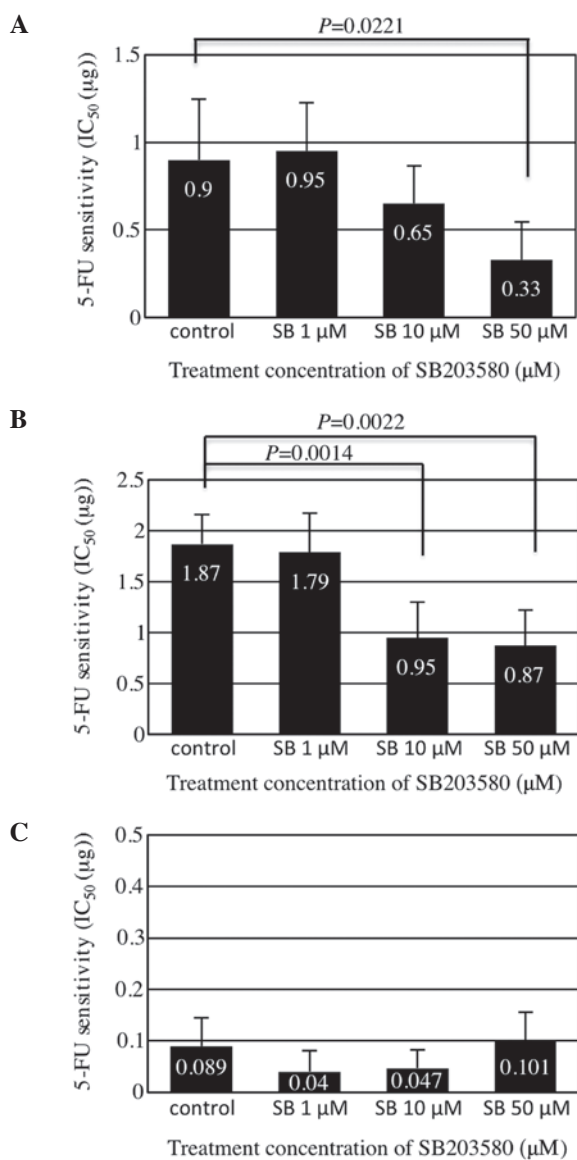 A
P=0.0221
5-FU sensitivity (IC50 (μg))
1.5
1
0.5
0
0.9
0.95
0.65
0.33
control SB 1 μM SB 10 μM SB 50 μM
Treatment concentration of SB203580 (μM)
B
P=0.0022
P=0.0014
5-FU sensitivity (IC50 (μg))
2.5
2
1.5
1
0.5
0
1.87
1.79
0.95
0.87
control SB 1 μM SB 10 μM SB 50 μM
Treatment concentration of SB203580 (μM)
C
5-FU sensitivity (IC50 (μg))
0.5
0.4
0.3
0.2
0.1
0
0.089
0.04
0.047
0.101
control SB 1 μM SB 10 μM SB 50 μM
Treatment concentration of SB203580 (μM)